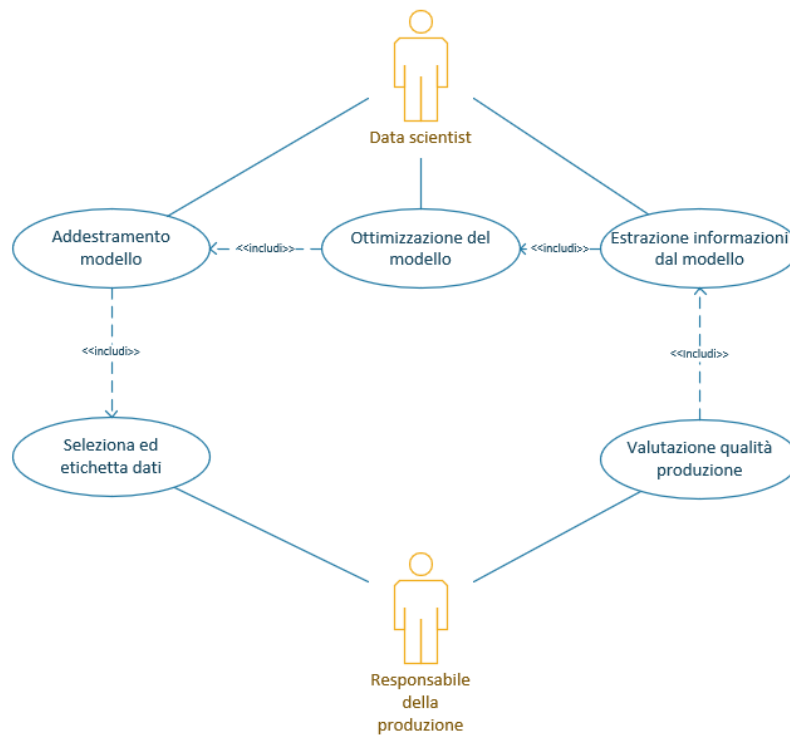 Data scientist
Addestramento
modello
<<includi>>
Ottimizzazione del
modello
<<includi>>
Estrazione informazioni
dal modello
<<includi>>
<<includi>>
Seleziona ed
etichetta dati
Valutazione qualità
produzione
Responsabile
della
produzione